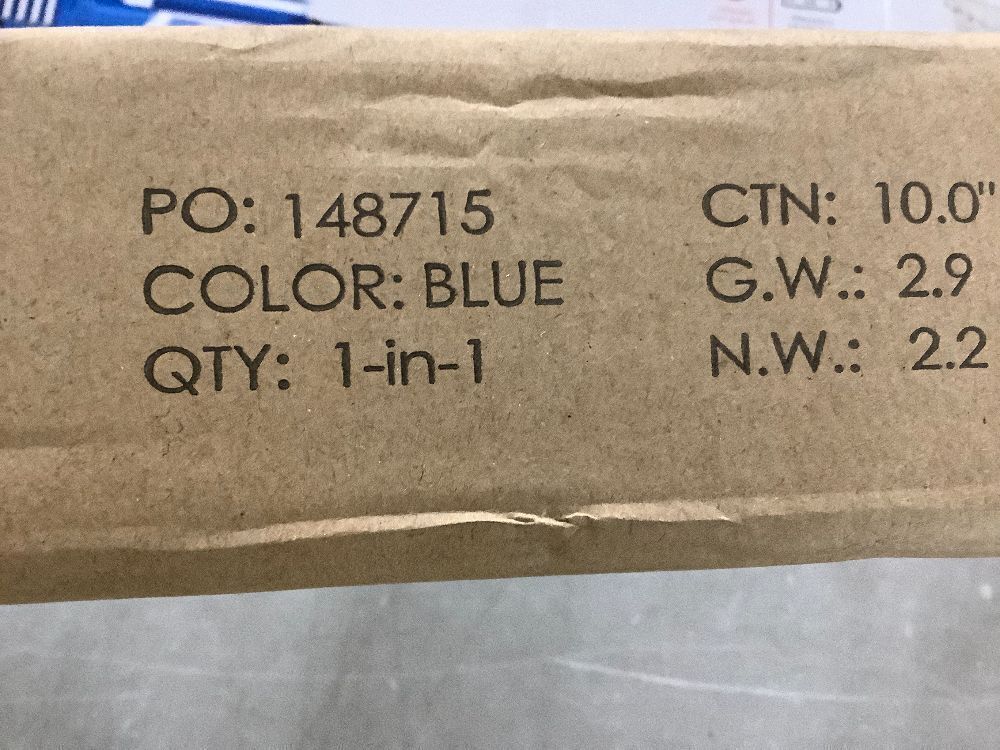 PO: 148715
COLOR: BLUE
QTY: 1-in-1
CTN: 10.0"
G.W.: 2.9
N.W.: 2.2